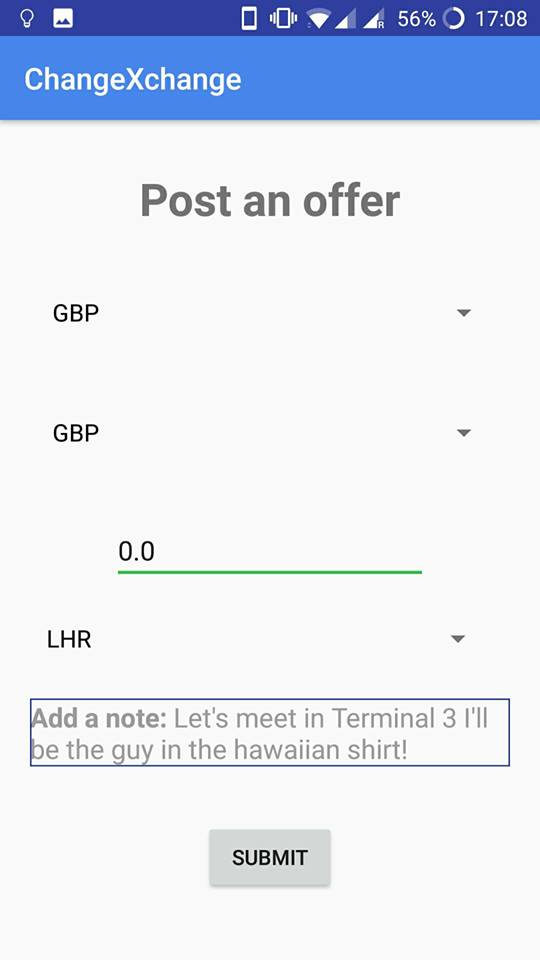 56% 17:08
ChangeXchange
Post an offer
GBP
GBP
0.0
LHR
Add a note: Let's meet in Terminal 3 I'll
be the guy in the hawaiian shirt!
SUBMIT